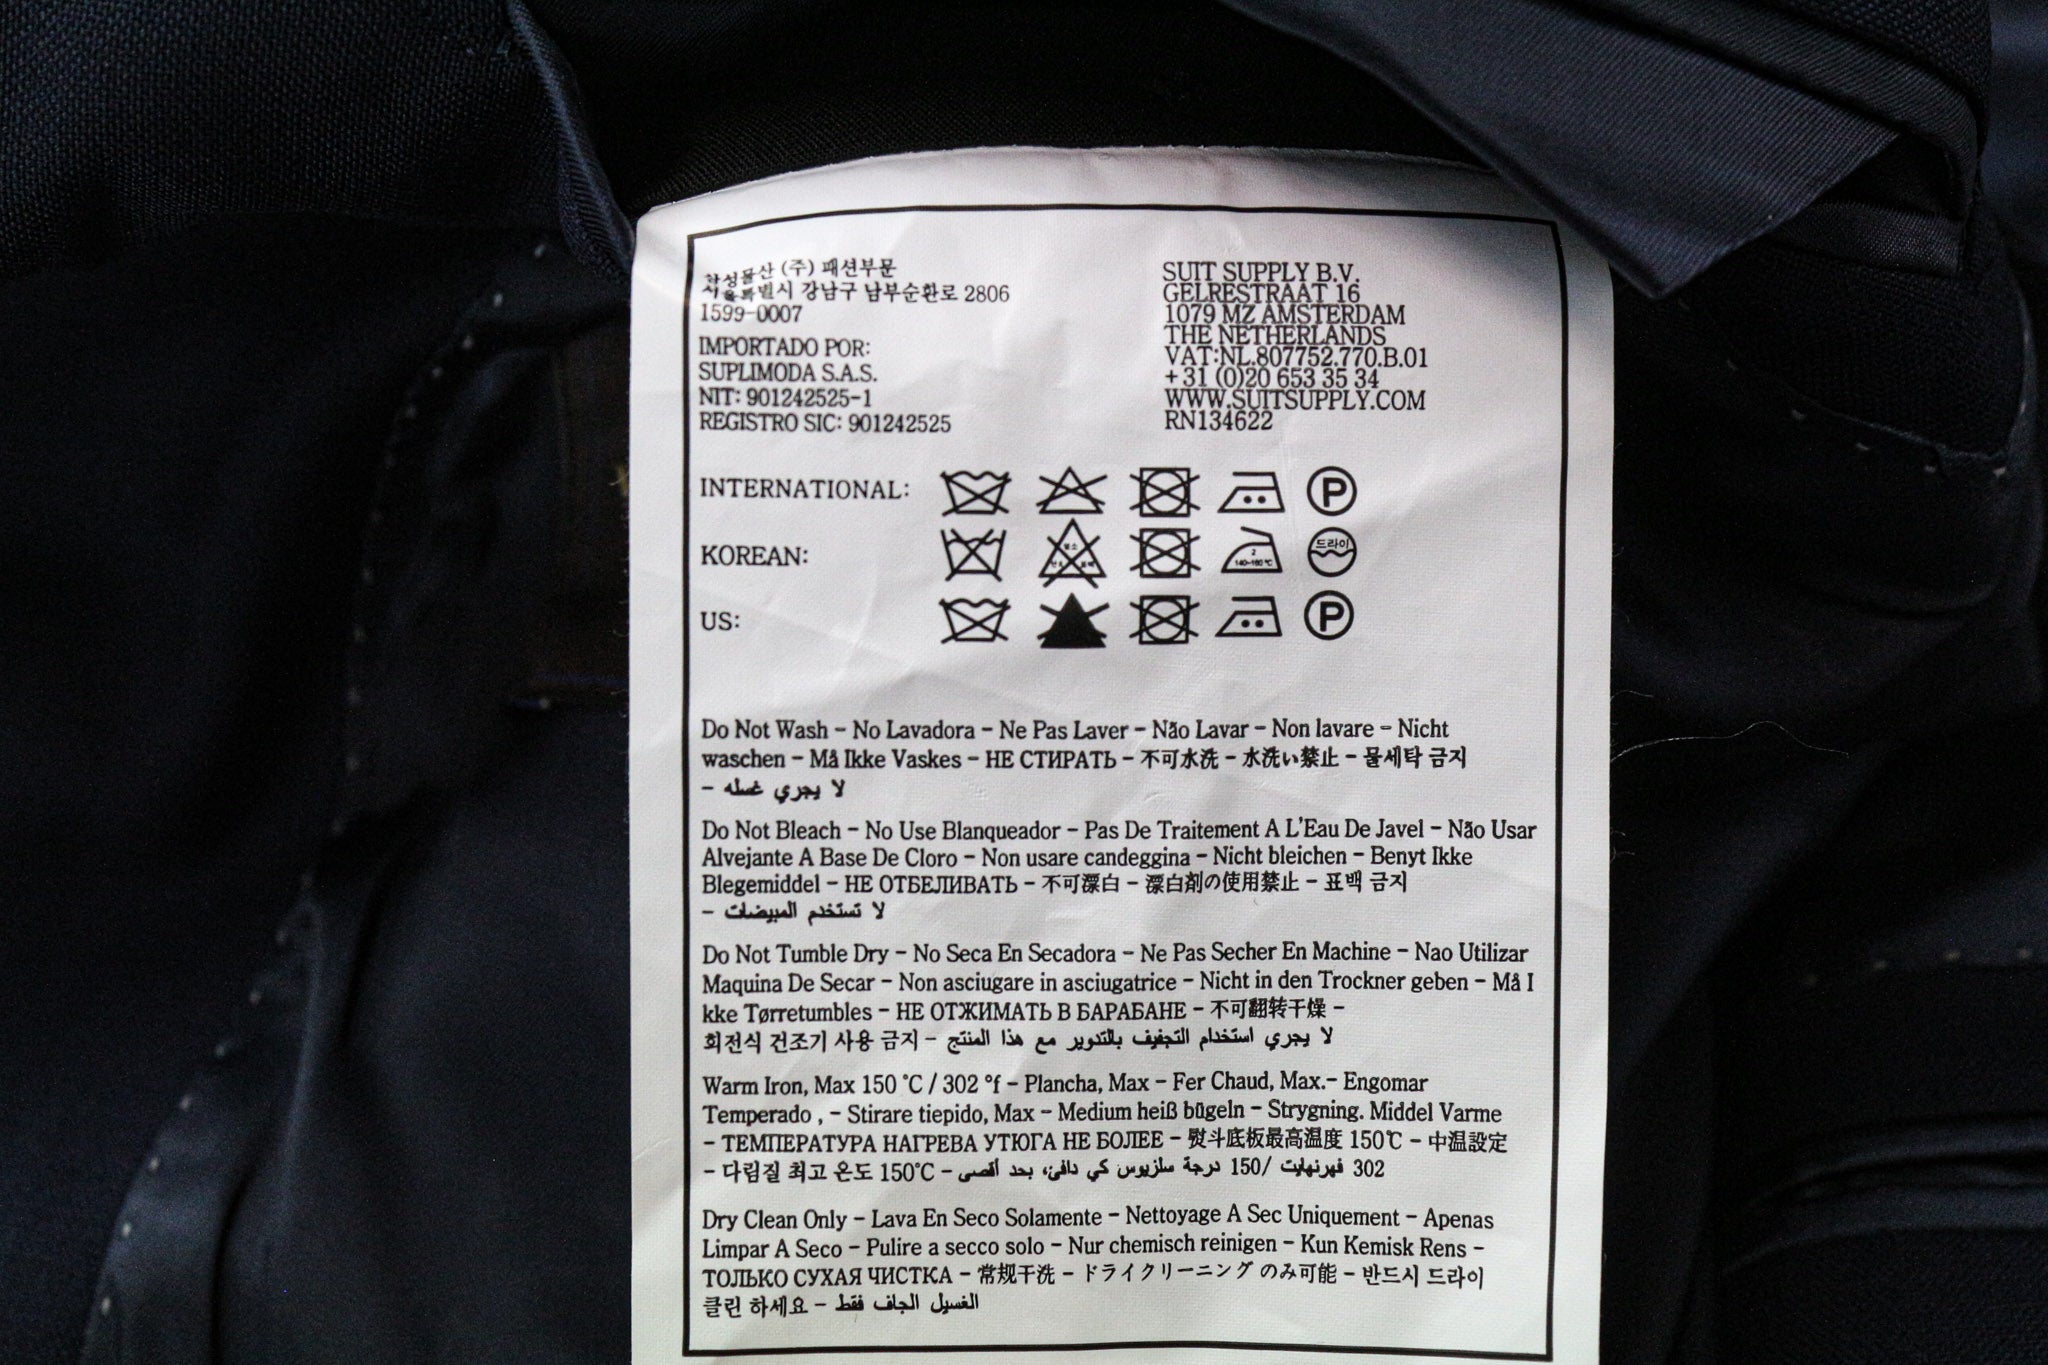 화성물산 (주) 패션부문
서울특별시 강남구 남부순환로 2806
1599-0007
IMPORTADO POR:
SUPLIMODA S.A.S.
NIT: 901242525-1
REGISTRO SIC: 901242525
SUIT SUPPLY B.V.
GELRESTRAAT 16
1079 MZ AMSTERDAM
THE NETHERLANDS
VAT:NL.807752.770.B.01
+31 (0)20 653 35 34
WWW.SUITSUPPLY.COM
RN134622
INTERNATIONAL: P
KOREAN: 2 140~160℃ 드라이
US: P
Do Not Wash - No Lavadora - Ne Pas Laver - Não Lavar - Non lavare - Nicht
waschen - Må Ikke Vaskes - НЕ СТИРАТЬ - 不可水洗 - 水洗い禁止 - 물세탁 금지
- لا يجري غسله
Do Not Bleach - No Use Blanqueador - Pas De Traitement A L'Eau De Javel - Não Usar
Alvejante A Base De Cloro - Non usare candeggina - Nicht bleichen - Benyt Ikke
Blegemiddel - НЕ ОТБЕЛИВАТЬ - 不可漂白 - 漂白剤の使用禁止 - 표백 금지
- لا تستخدم المبيضات
Do Not Tumble Dry - No Seca En Secadora - Ne Pas Secher En Machine - Nao Utilizar
Maquina De Secar - Non asciugare in asciugatrice - Nicht in den Trockner geben - Må I
kke Tørretumbles - НЕ ОТЖИМАТЬ В БАРАБАНЕ - 不可翻转干燥 -
회전식 건조기 사용 금지 - لا يجري استخدام التجفيف بالتدوير مع هذا المنتج
Warm Iron, Max 150 °C / 302 °f - Plancha, Max - Fer Chaud, Max.- Engomar
Temperado , - Stirare tiepido, Max - Medium heiß bügeln - Strygning. Middel Varme
- ТЕМПЕРАТУРА НАГРЕВА УТЮГА НЕ БОЛЕЕ - 熨斗底板最高温度 150℃ - 中温設定
- 다림질 최고 온도 150℃ - 302 فهرنهايت /150 درجة سلزيوس كي دافئ، بحد أقصى
Dry Clean Only - Lava En Seco Solamente - Nettoyage A Sec Uniquement - Apenas
Limpar A Seco - Pulire a secco solo - Nur chemisch reinigen - Kun Kemisk Rens -
ТОЛЬКО СУХАЯ ЧИСТКА - 常规干洗 - ドライクリーニング のみ可能 - 반드시 드라이
클린 하세요 - الغسيل الجاف فقط